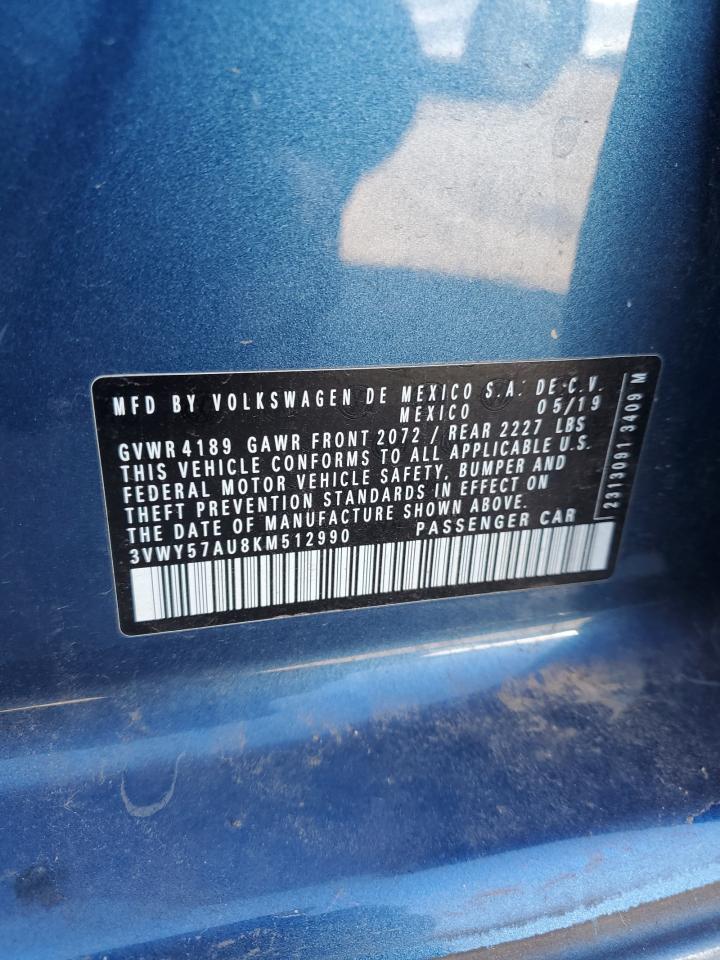 MFD BY VOLKSWAGEN DE MEXICO S.A. DE C.V.
MEXICO 05/19
GVWR 4189 GAWR FRONT 2072 / REAR 2227 LBS
THIS VEHICLE CONFORMS TO ALL APPLICABLE U.S.
FEDERAL MOTOR VEHICLE SAFETY, BUMPER AND
THEFT PREVENTION STANDARDS IN EFFECT ON
THE DATE OF MANUFACTURE SHOWN ABOVE.
3VWY57AU8KM512990 PASSENGER CAR
23173091 3409 M